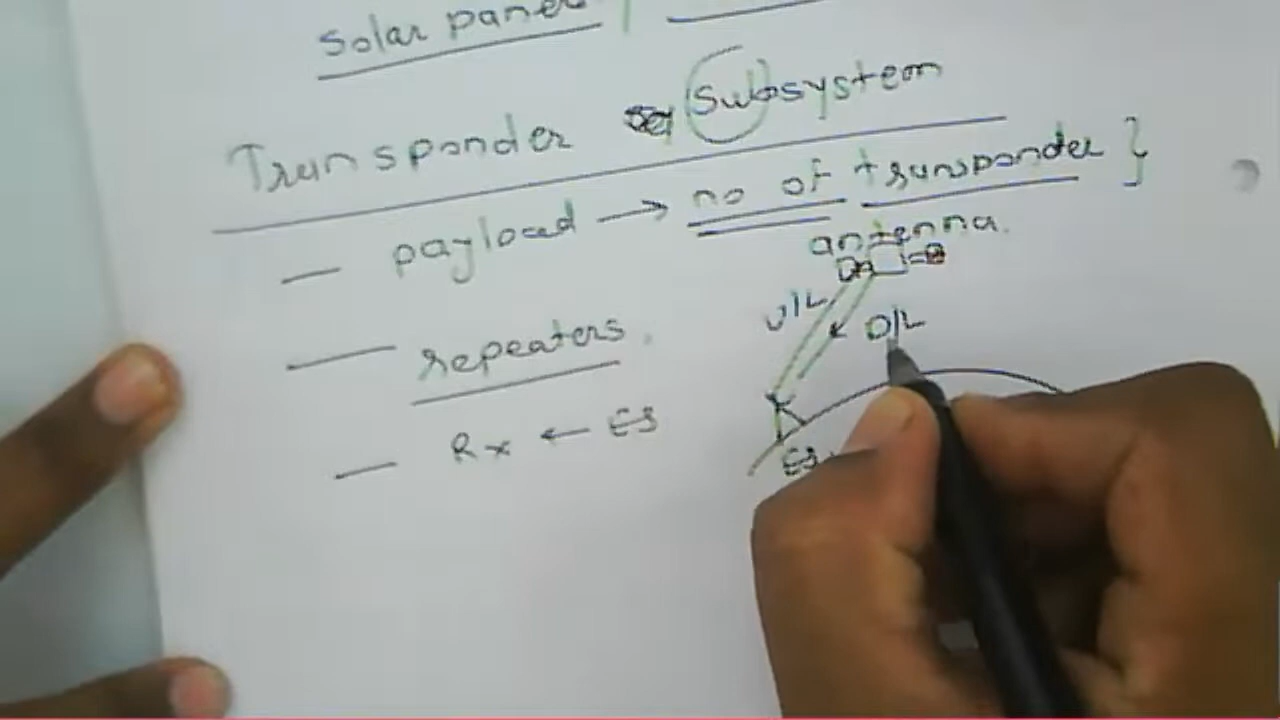 Solar panel
Transponder Subsystem
— payload → no of transponder }
antenna.
U/L
D/L
— repeaters.
— Rx ← ES
ES